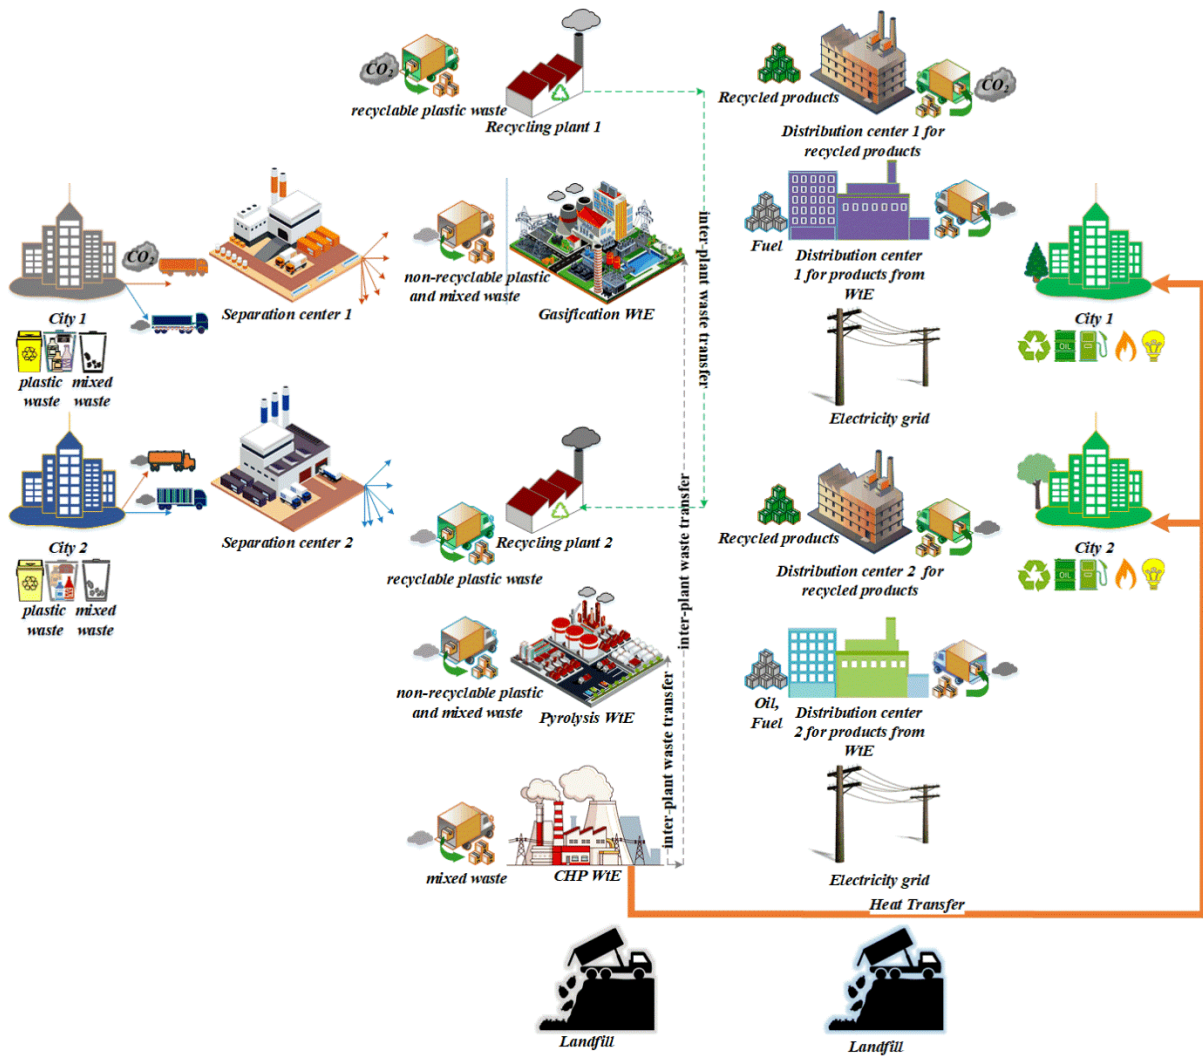 CO2
recyclable plastic waste
Recycling plant 1
Recycled products
CO2
Distribution center 1 for
recycled products
City 1
CO2
plastic
waste
mixed
waste
Separation center 1
non-recyclable plastic
and mixed waste
Gasification WtE
inter-plant waste transfer
Fuel
Distribution center
1 for products from
WtE
Electricity grid
City 1
OIL
City 2
plastic
waste
mixed
waste
Separation center 2
recyclable plastic waste
Recycling plant 2
inter-plant waste transfer
Recycled products
Distribution center 2 for
recycled products
City 2
OIL
non-recyclable plastic
and mixed waste
Pyrolysis WtE
inter-plant waste transfer
Oil,
Fuel
Distribution center
2 for products from
WtE
mixed waste
CHP WtE
Electricity grid
Heat Transfer
Landfill
Landfill